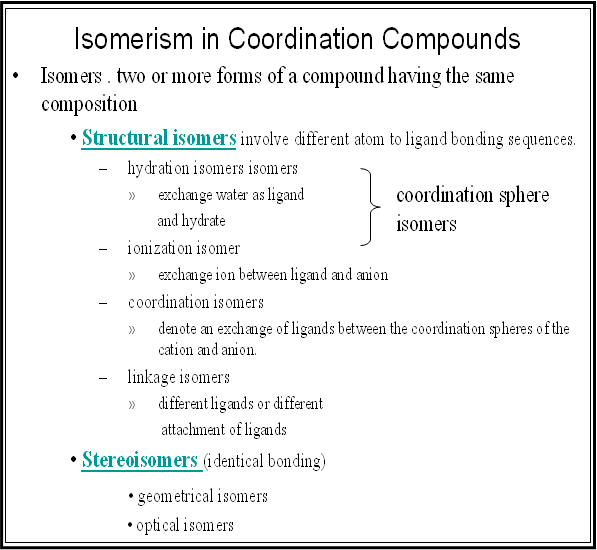 Isomerism in Coordination Compounds
• Isomers . two or more forms of a compound having the same
composition
• Structural isomers involve different atom to ligand bonding sequences.
– hydration isomers isomers
» exchange water as ligand
and hydrate
coordination sphere
isomers
– ionization isomer
» exchange ion between ligand and anion
– coordination isomers
» denote an exchange of ligands between the coordination spheres of the
cation and anion.
– linkage isomers
» different ligands or different
attachment of ligands
• Stereoisomers (identical bonding)
• geometrical isomers
• optical isomers